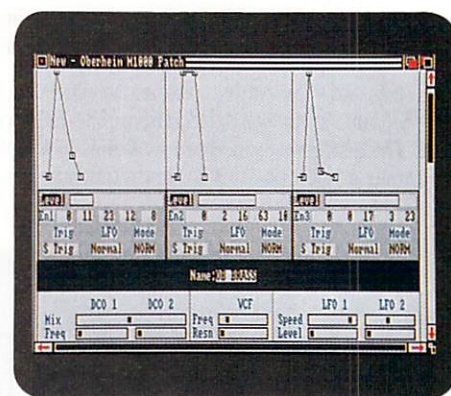 New - Oberheim M1000 Patch
Level Level Level
En1 0 11 23 12 8 En2 0 2 16 63 10 En3 0 0 17 3 23
Trig LFO Mode Trig LFO Mode Trig LFO Mode
S Trig Normal NORM S Trig Normal NORM S Trig Normal NORM
Name: BRASS
DCO 1 DCO 2 VCF LFO 1 LFO 2
Mix Freq Speed
Freq Resn Level